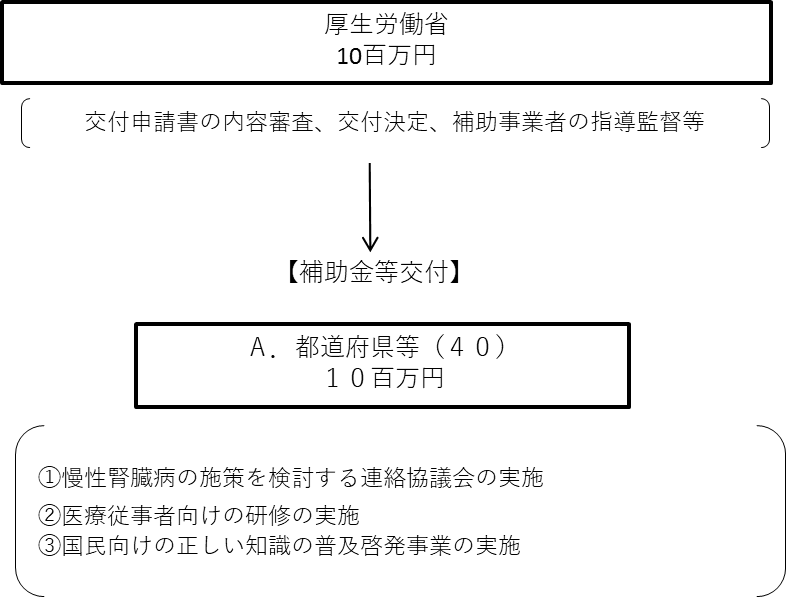 厚生労働省
10百万円
交付申請書の内容審査、交付決定、補助事業者の指導監督等
【補助金等交付】
Ａ．都道府県等（４０）
１０百万円
①慢性腎臓病の施策を検討する連絡協議会の実施
②医療従事者向けの研修の実施
③国民向けの正しい知識の普及啓発事業の実施